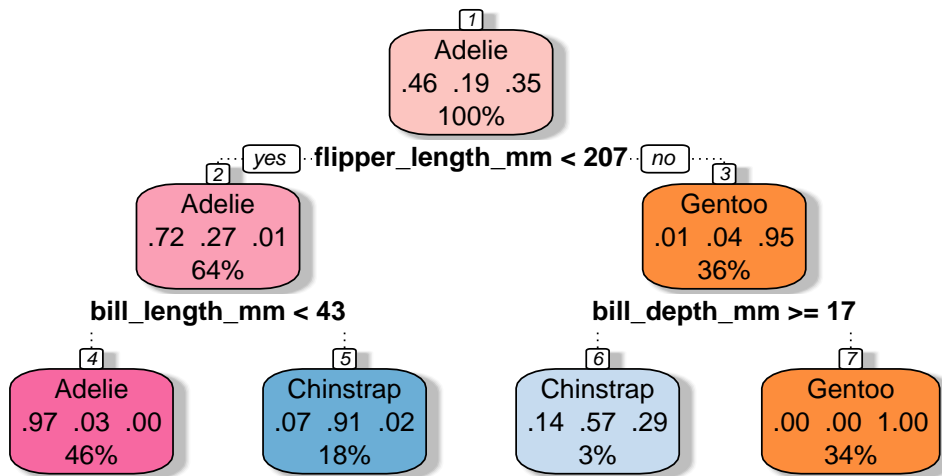 1
Adelie
.46 .19 .35
100%
yes flipper_length_mm < 207 no
2
Adelie
.72 .27 .01
64%
3
Gentoo
.01 .04 .95
36%
bill_length_mm < 43
bill_depth_mm >= 17
4
Adelie
.97 .03 .00
46%
5
Chinstrap
.07 .91 .02
18%
6
Chinstrap
.14 .57 .29
3%
7
Gentoo
.00 .00 1.00
34%